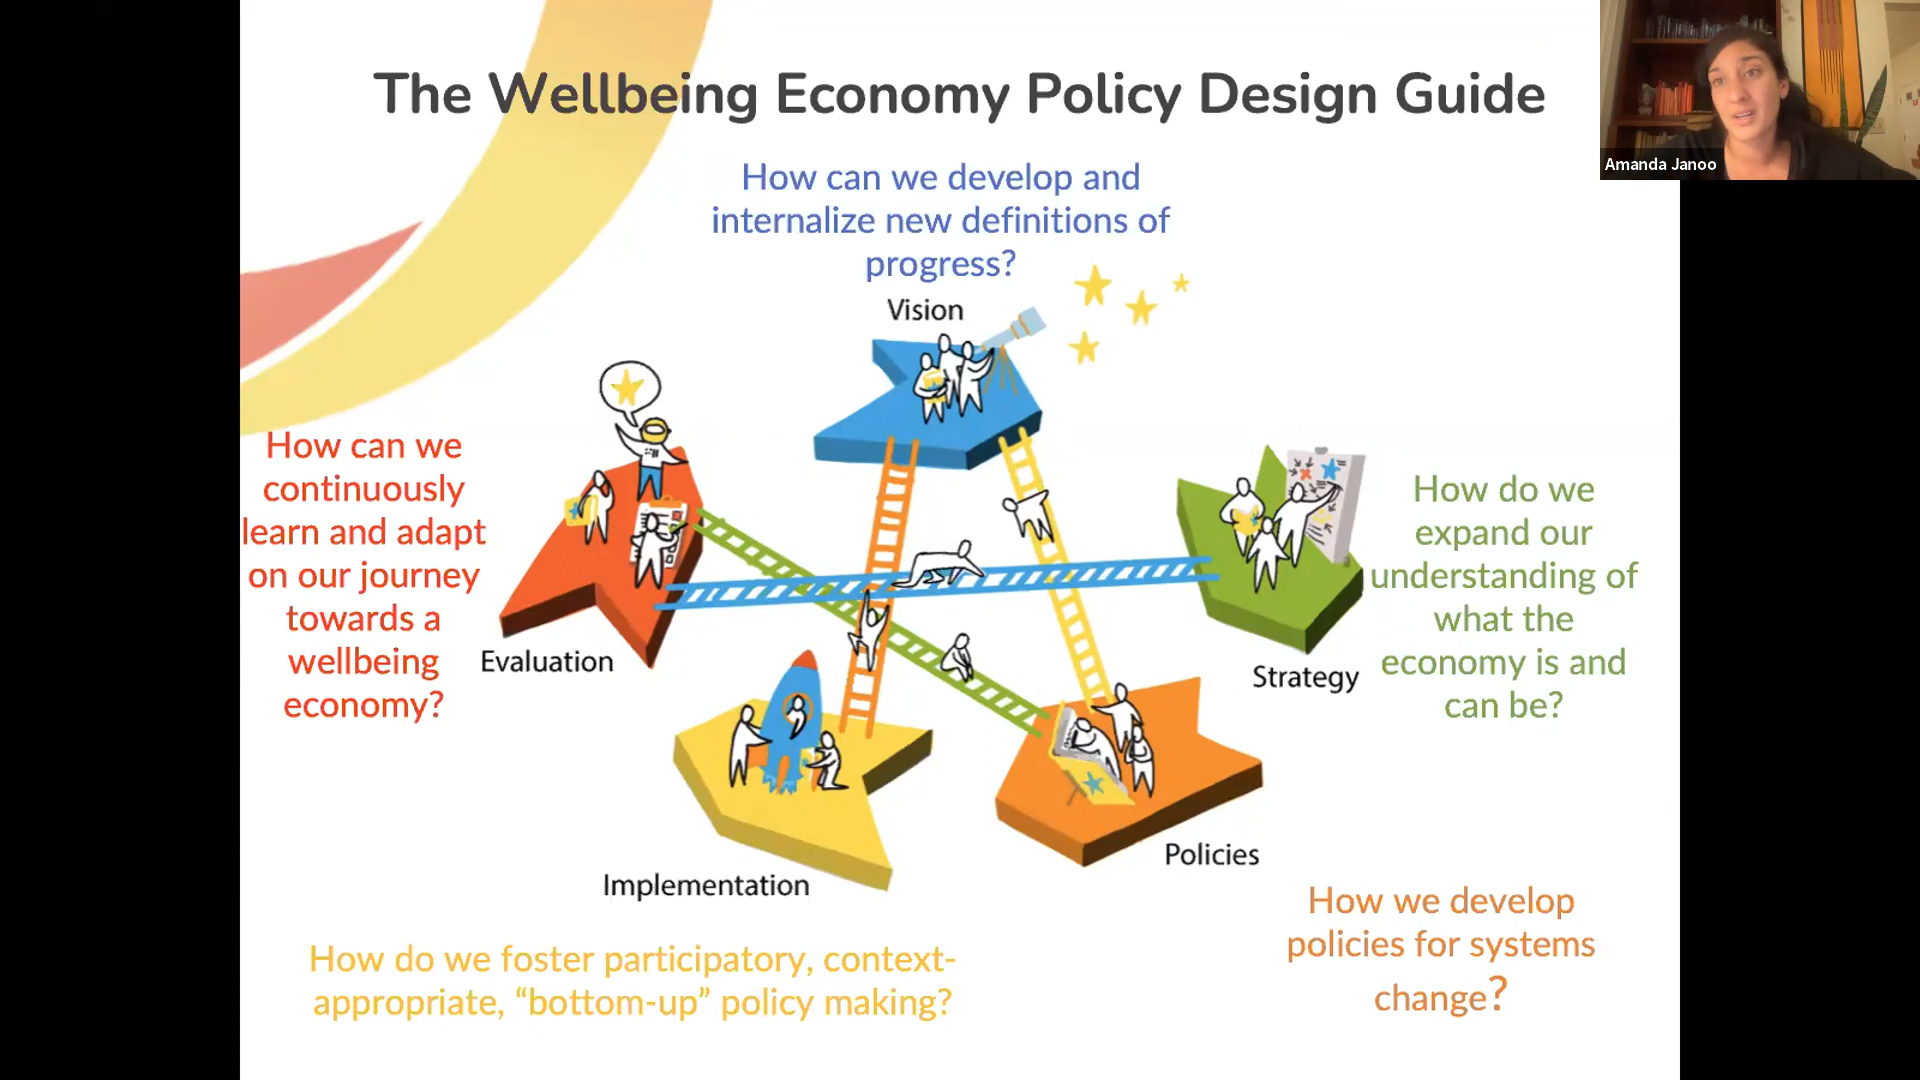 The Wellbeing Economy Policy Design Guide
Amanda Janoo
How can we develop and
internalize new definitions of
progress?
Vision
How can we
continuously
learn and adapt
on our journey
towards a
wellbeing
economy?
Evaluation
How do we
expand our
understanding of
what the
economy is and
can be?
Strategy
Implementation
Policies
How do we foster participatory, context-
appropriate, “bottom-up” policy making?
How we develop
policies for systems
change?